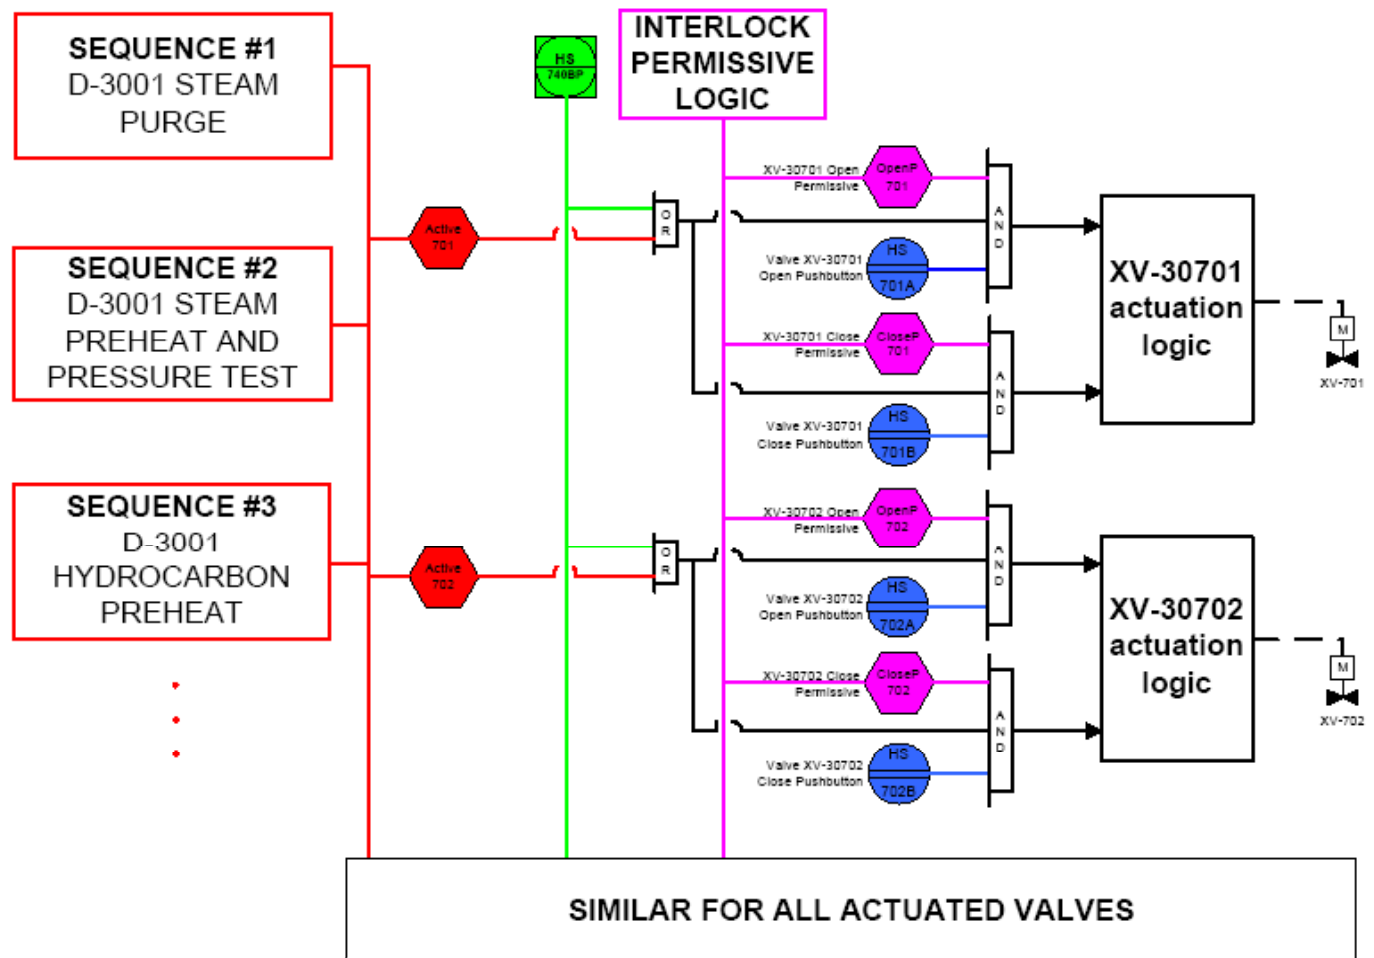 SEQUENCE #1
D-3001 STEAM
PURGE
SEQUENCE #2
D-3001 STEAM
PREHEAT AND
PRESSURE TEST
SEQUENCE #3
D-3001
HYDROCARBON
PREHEAT
HS
740BP
INTERLOCK
PERMISSIVE
LOGIC
Active
701
O
R
XV-30701 Open
Permissive
OpenP
701
Valve XV-30701
Open Pushbutton
HS
701A
A
N
D
XV-30701 Close
Permissive
CloseP
701
Valve XV-30701
Close Pushbutton
HS
701B
A
N
D
XV-30701
actuation
logic
M
XV-701
Active
702
O
R
XV-30702 Open
Permissive
OpenP
702
Valve XV-30702
Open Pushbutton
HS
702A
A
N
D
XV-30702 Close
Permissive
CloseP
702
Valve XV-30702
Close Pushbutton
HS
702B
A
N
D
XV-30702
actuation
logic
M
XV-702
SIMILAR FOR ALL ACTUATED VALVES